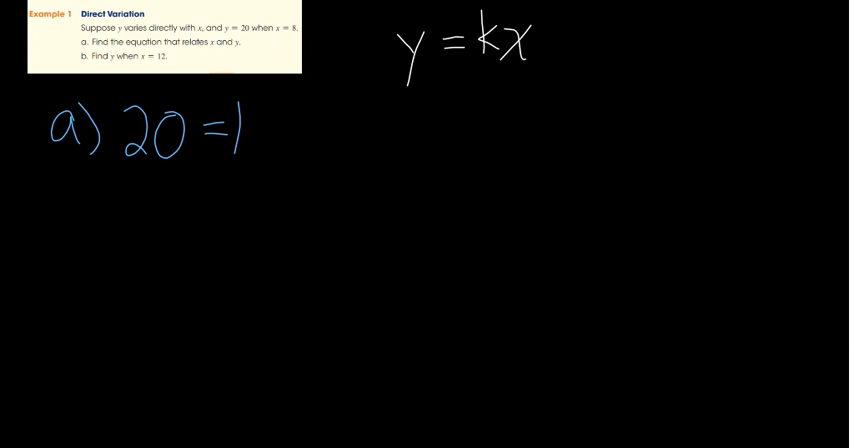 Example 1 Direct Variation
Suppose y varies directly with x, and y = 20 when x = 8.
a. Find the equation that relates x and y.
b. Find y when x = 12.
y = kx
a) 20 = 1